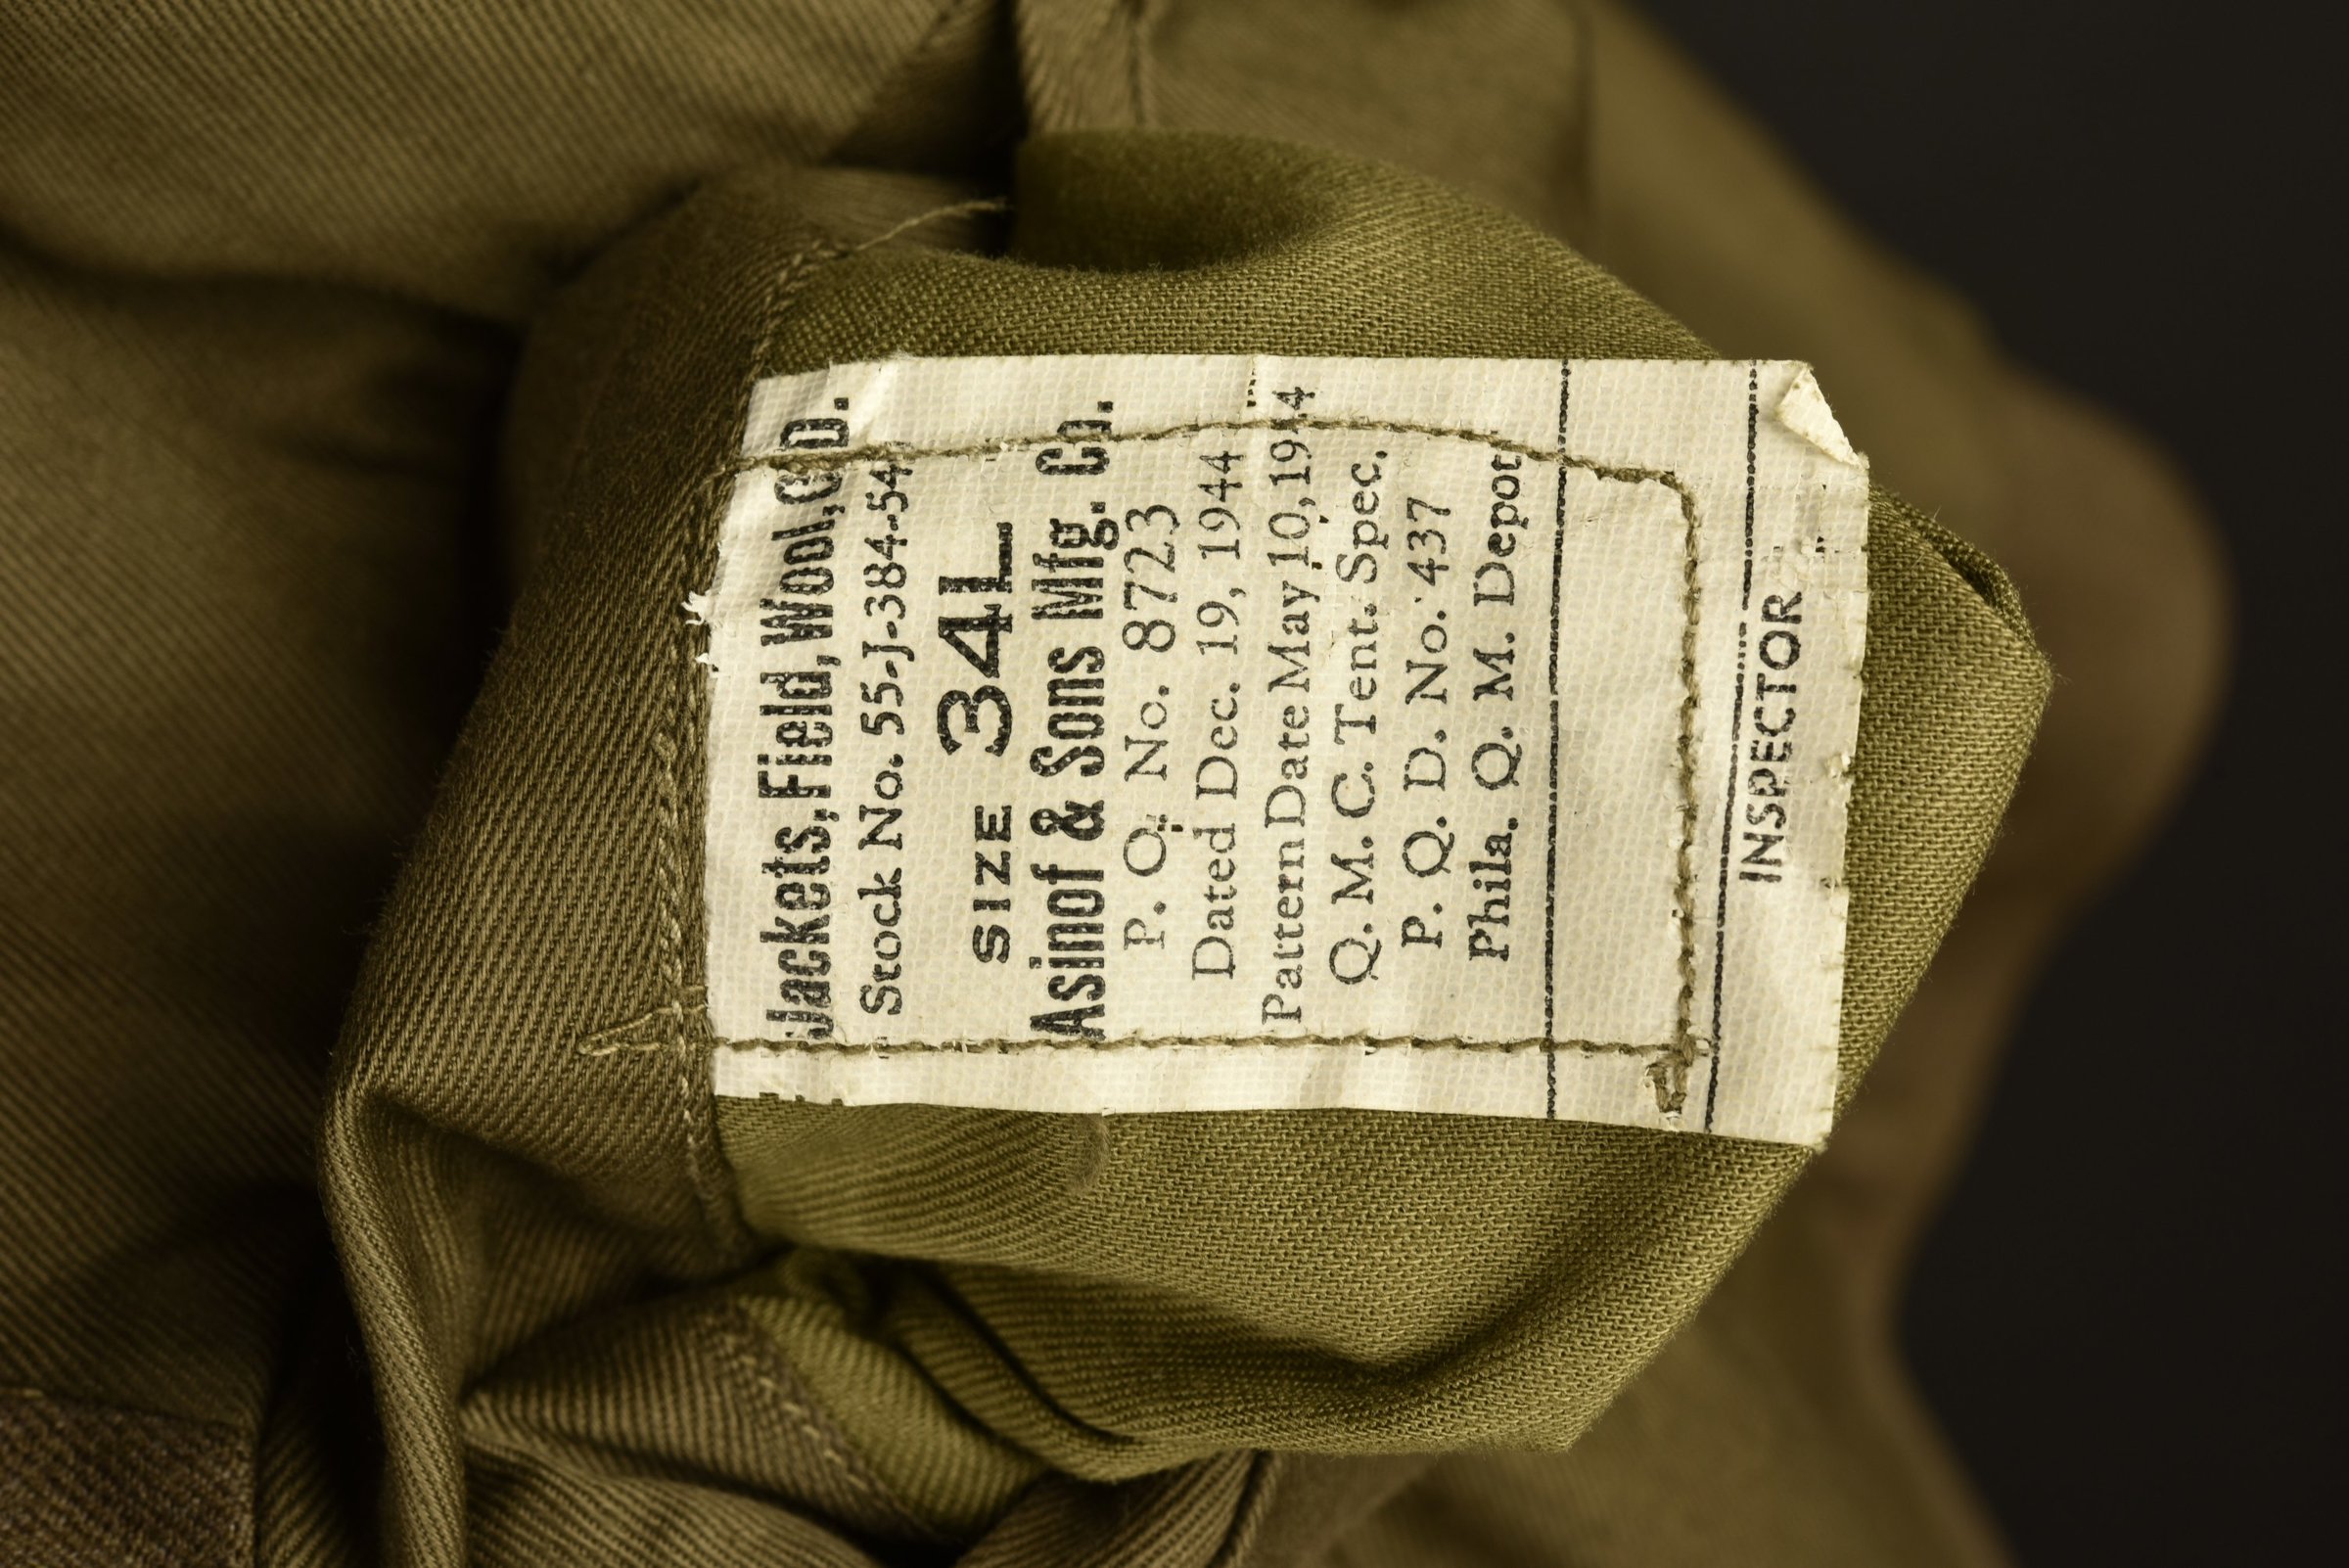 Jackets, Field, Wool, O D.
Stock No. 55-J-384-54
SIZE 34L
Asinof & Sons Mfg. Co.
P. O. No. 8723
Dated Dec. 19, 1944
Pattern Date May 10, 1944
Q. M. C. Tent. Spec.
P. Q. D. No. 437
Phila. Q. M. Depot
INSPECTOR